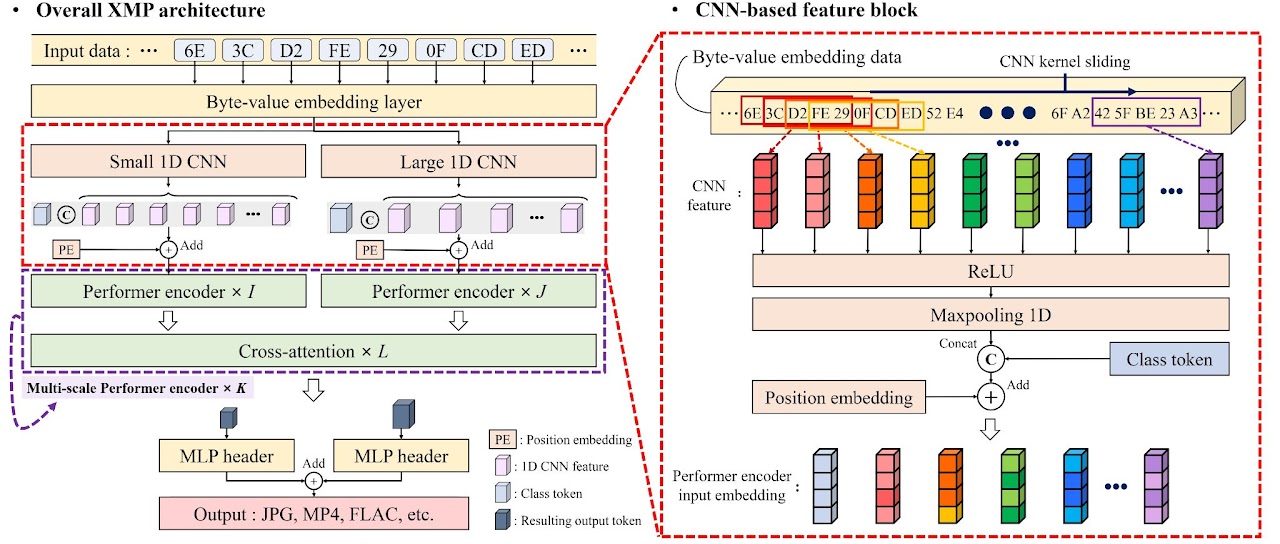 • Overall XMP architecture
Input data : ··· 6E 3C D2 FE 29 0F CD ED ···
Byte-value embedding layer
Small 1D CNN
Large 1D CNN
C
···
C
···
PE
+
Add
PE
+
Add
Performer encoder × I
Performer encoder × J
Cross-attention × L
Multi-scale Performer encoder × K
MLP header
MLP header
Add
+
Output : JPG, MP4, FLAC, etc.
PE : Position embedding
: 1D CNN feature
: Class token
: Resulting output token
• CNN-based feature block
Byte-value embedding data
CNN kernel sliding
··· 6E 3C D2 FE 29 0F CD ED 52 E4 ● ● ● 6F A2 42 5F BE 23 A3 ···
•••
CNN
feature :
•••
ReLU
Maxpooling 1D
Concat
C
Class token
Add
Position embedding
+
Performer encoder
input embedding :
•••